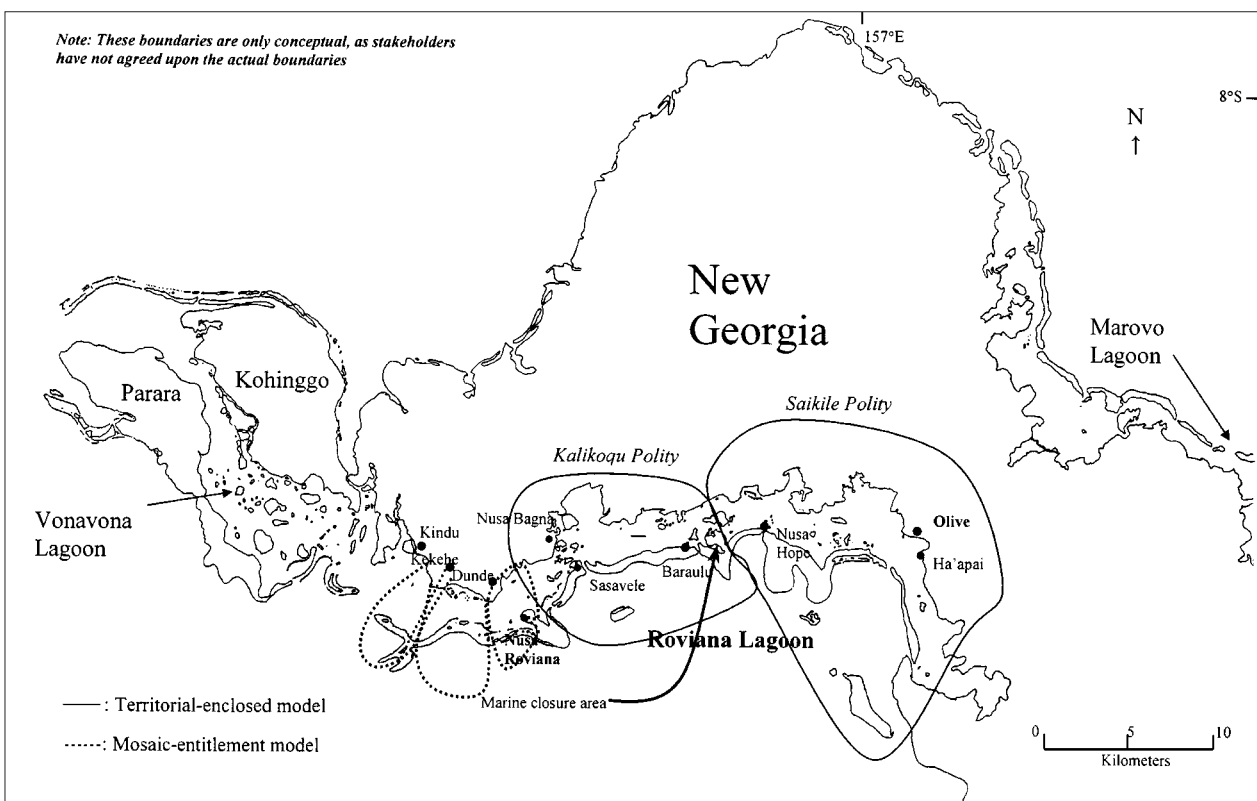 Note: These boundaries are only conceptual, as stakeholders
have not agreed upon the actual boundaries
157°E
8°S
N
New
Georgia
Marovo
Lagoon
Parara
Kohinggo
Saikile Polity
Kalikoqu Polity
Vonavona
Lagoon
Nusa Bagna
Kindu
Kekehe
Dunde
Sasavele
Baraulu
Nusa
Hope
Olive
Ha'apai
Nusa
Roviana
Roviana Lagoon
Marine closure area
: Territorial-enclosed model
: Mosaic-entitlement model
0
5
10
Kilometers